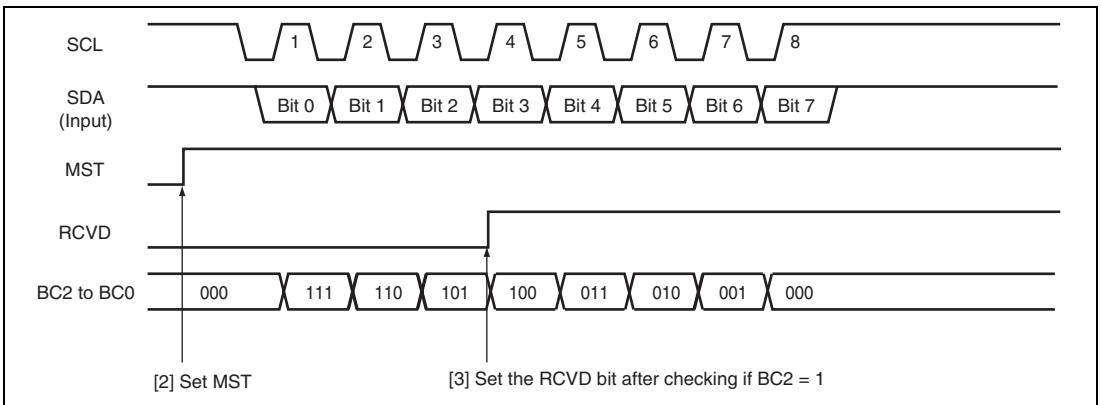 SCL 1 2 3 4 5 6 7 8
SDA
(Input) Bit 0 Bit 1 Bit 2 Bit 3 Bit 4 Bit 5 Bit 6 Bit 7
MST
RCVD
BC2 to BC0 000 111 110 101 100 011 010 001 000
[2] Set MST [3] Set the RCVD bit after checking if BC2 = 1